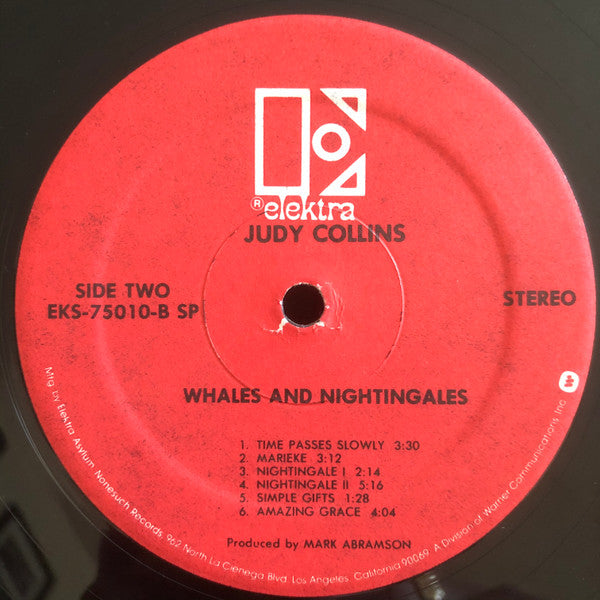 ® elektra
JUDY COLLINS
SIDE TWO
EKS-75010-B SP
STEREO
WHALES AND NIGHTINGALES
1. TIME PASSES SLOWLY 3:30
2. MARIEKE 3:12
3. NIGHTINGALE I 2:14
4. NIGHTINGALE II 5:16
5. SIMPLE GIFTS 1:28
6. AMAZING GRACE 4:04
Produced by MARK ABRAMSON
Mfg by Elektra Asylum Nonesuch Records, 962 North La Cienega Blvd. Los Angeles, California 90069. A Division of Warner Communications Inc.